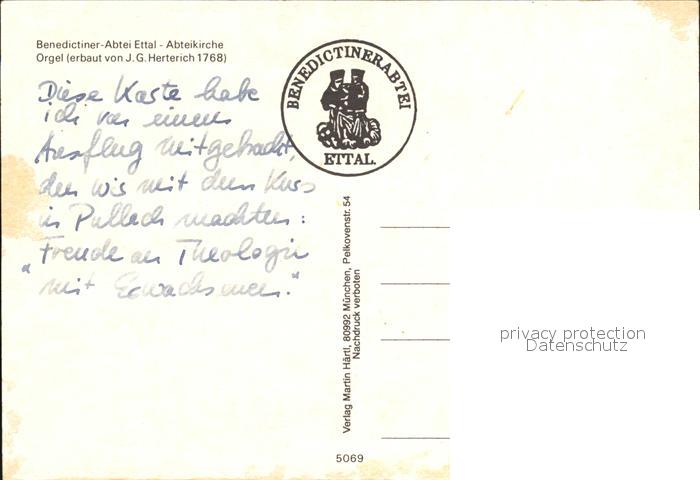 Benedictiner-Abtei Ettal - Abteikirche
Orgel (erbaut von J.G.Herterich 1768)
BENEDICTINERABTEI
ETTAL.
Diese Karte habe
ich von einem
Ausflug mitgebracht,
den wir mit dem Kurs
in Pullach machten:
„Freude an Theologie
mit Erwachsenen."
Verlag Martin Härtl, 80992 München, Pelkovenstr. 54
Nachdruck verboten
5069
privacy protection
Datenschutz